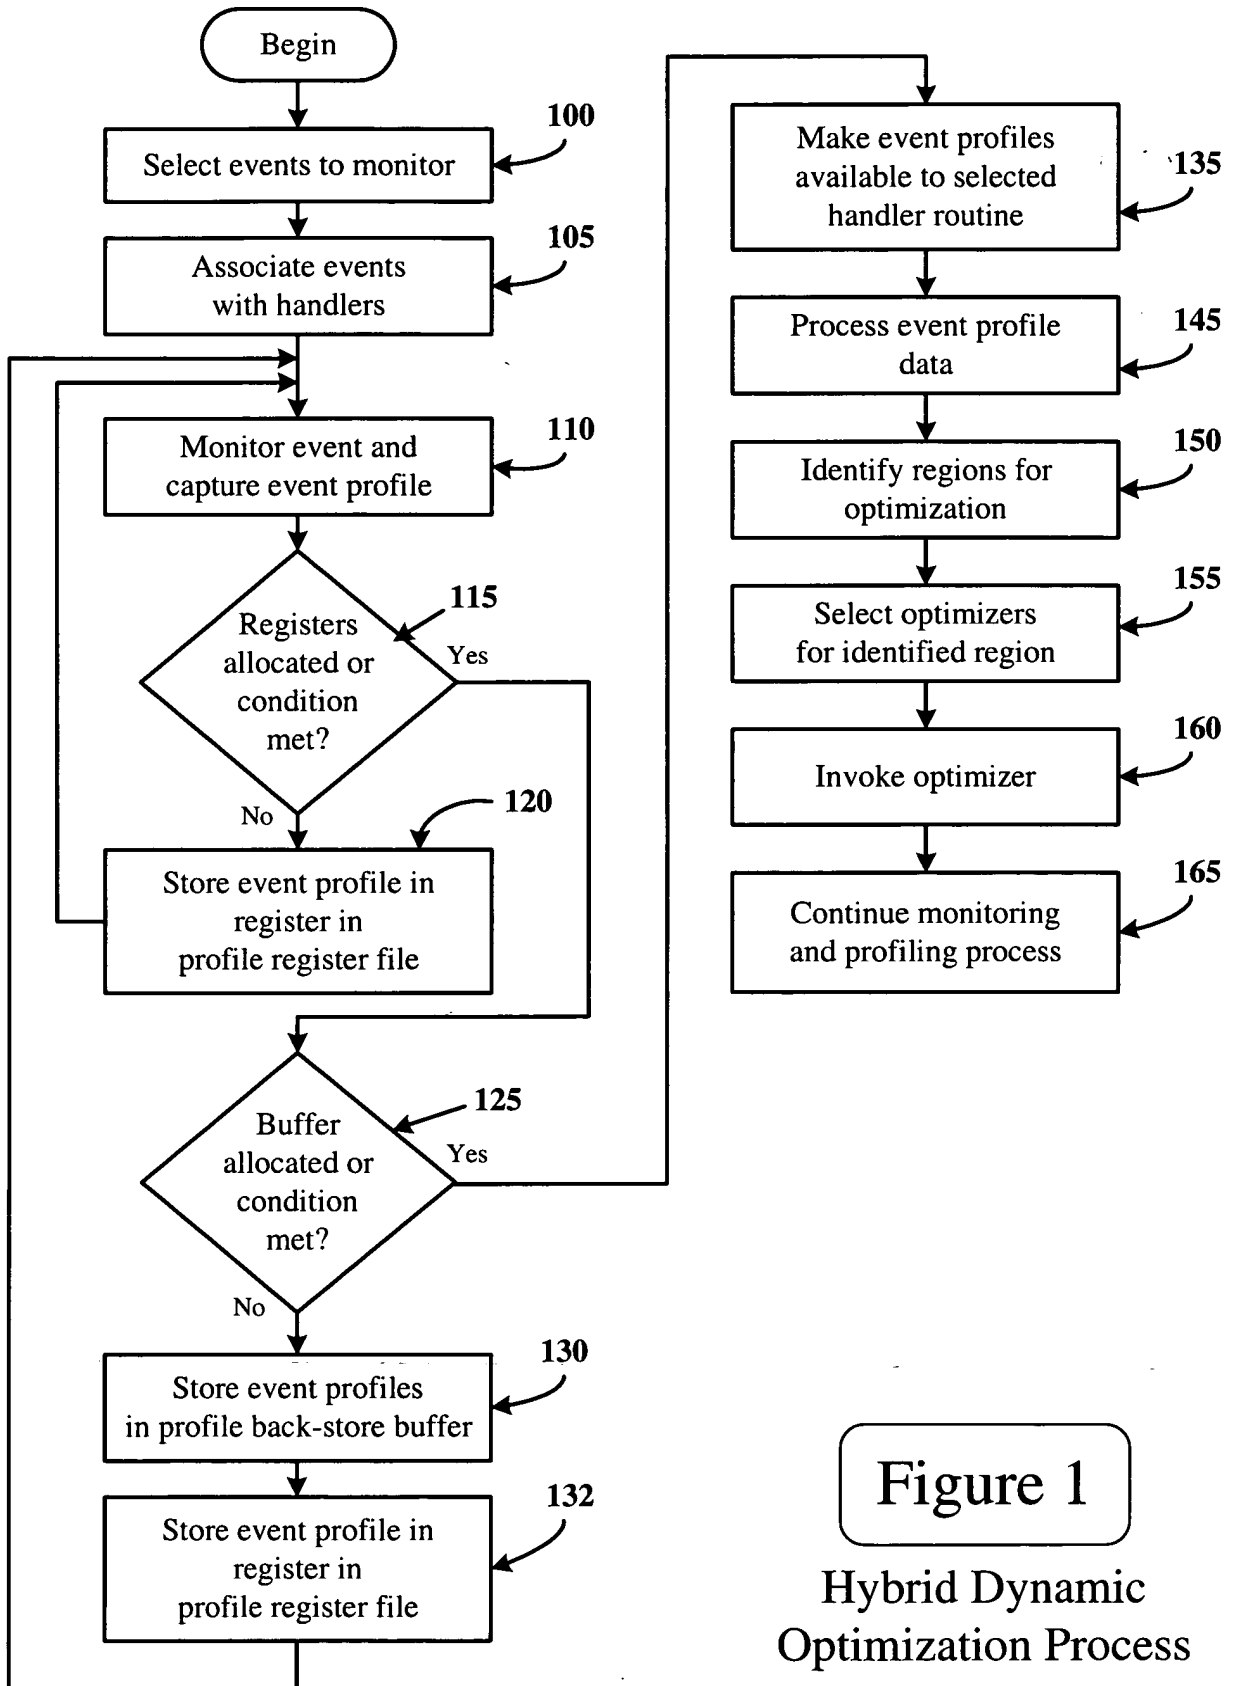 Begin
100
Select events to monitor
105
Associate events
with handlers
110
Monitor event and
capture event profile
115
Registers
allocated or
condition
met?
Yes
No
120
Store event profile in
register in
profile register file
125
Buffer
allocated or
condition
met?
Yes
No
130
Store event profiles
in profile back-store buffer
132
Store event profile in
register in
profile register file
Make event profiles
available to selected
handler routine
135
Process event profile
data
145
Identify regions for
optimization
150
Select optimizers
for identified region
155
Invoke optimizer
160
Continue monitoring
and profiling process
165
Figure 1
Hybrid Dynamic
Optimization Process